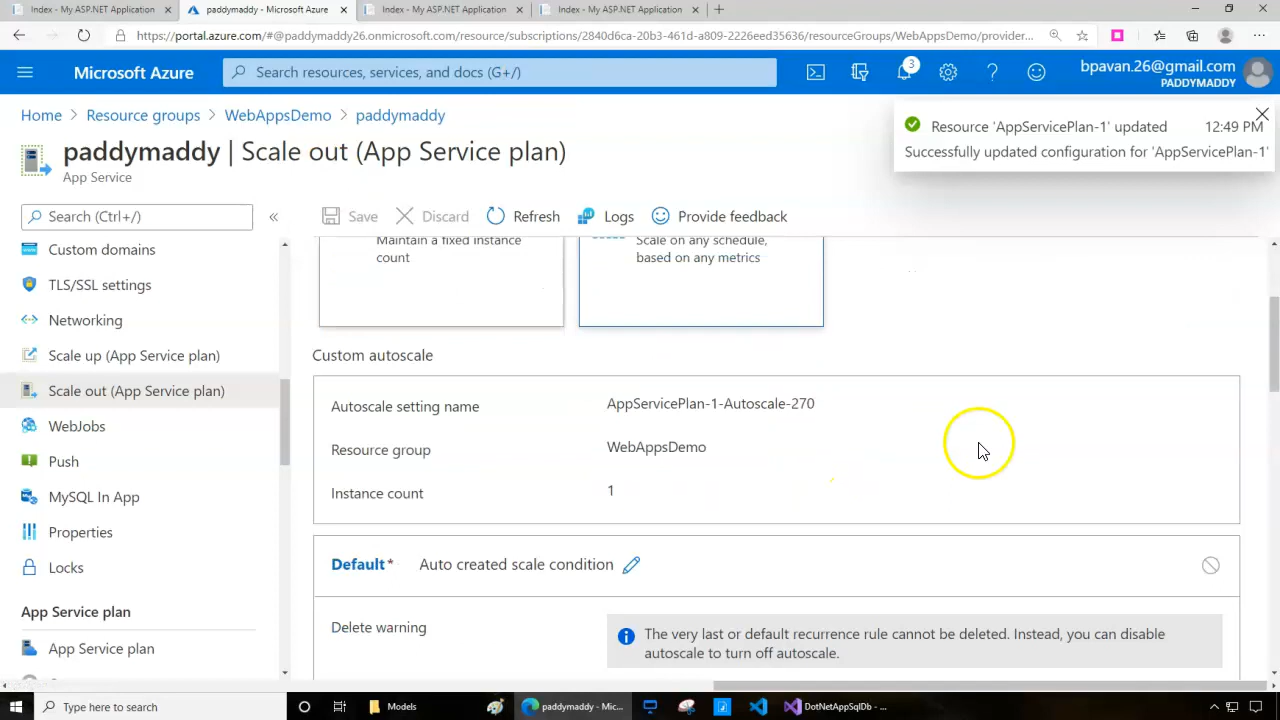 Index - My ASP.NET Application
paddymaddy - Microsoft Azure
Index - My ASP.NET Application
Index - My ASP.NET Application
https://portal.azure.com/#@paddymaddy26.onmicrosoft.com/resource/subscriptions/2840d6ca-20b3-461d-a809-2226eed35636/resourceGroups/WebAppsDemo/provider...
Microsoft Azure
Search resources, services, and docs (G+/)
3
bpavan.26@gmail.com
PADDYMADDY
Home > Resource groups > WebAppsDemo > paddymaddy
Resource 'AppServicePlan-1' updated 12:49 PM
Successfully updated configuration for 'AppServicePlan-1'
paddymaddy | Scale out (App Service plan)
App Service
Search (Ctrl+/)
«
Save Discard Refresh Logs Provide feedback
Custom domains
TLS/SSL settings
Networking
Scale up (App Service plan)
Scale out (App Service plan)
WebJobs
Push
MySQL In App
Properties
Locks
App Service plan
App Service plan
Maintain a fixed instance
count
Scale on any schedule,
based on any metrics
Custom autoscale
Autoscale setting name AppServicePlan-1-Autoscale-270
Resource group WebAppsDemo
Instance count 1
Default* Auto created scale condition
Delete warning
The very last or default recurrence rule cannot be deleted. Instead, you can disable
autoscale to turn off autoscale.
Type here to search
Models
paddymaddy - Mic...
DotNetAppSqlDb - ...